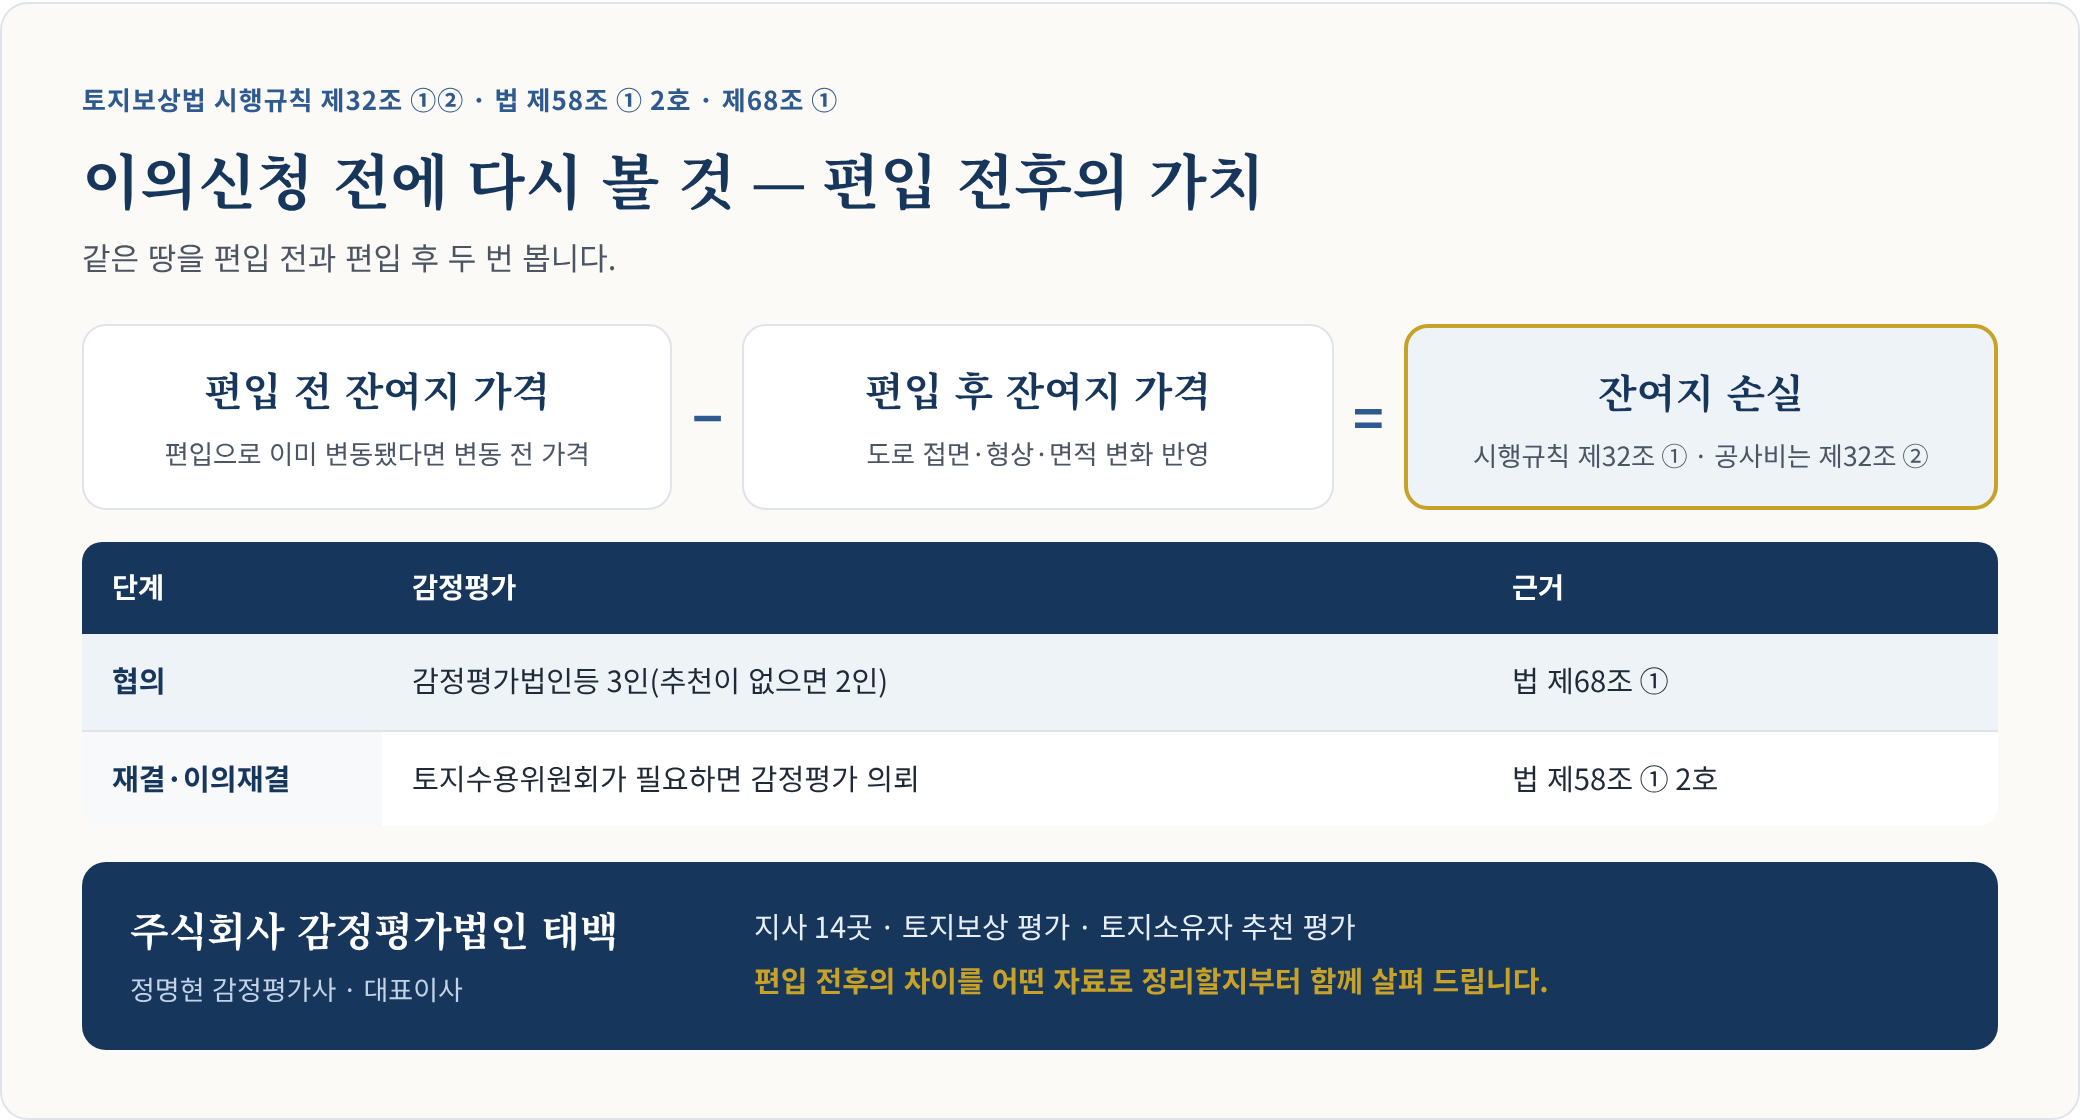 토지보상법 시행규칙 제32조 ①② · 법 제58조 ① 2호 · 제68조 ①
이의신청 전에 다시 볼 것 — 편입 전후의 가치
같은 땅을 편입 전과 편입 후 두 번 봅니다.
편입 전 잔여지 가격
편입으로 이미 변동됐다면 변동 전 가격
–
편입 후 잔여지 가격
도로 접면·형상·면적 변화 반영
=
잔여지 손실
시행규칙 제32조 ① · 공사비는 제32조 ②
단계 감정평가 근거
협의 감정평가법인등 3인(추천이 없으면 2인) 법 제68조 ①
재결·이의재결 토지수용위원회가 필요하면 감정평가 의뢰 법 제58조 ① 2호
주식회사 감정평가법인 태백
정명현 감정평가사 · 대표이사
지사 14곳 · 토지보상 평가 · 토지소유자 추천 평가
편입 전후의 차이를 어떤 자료로 정리할지부터 함께 살펴 드립니다.